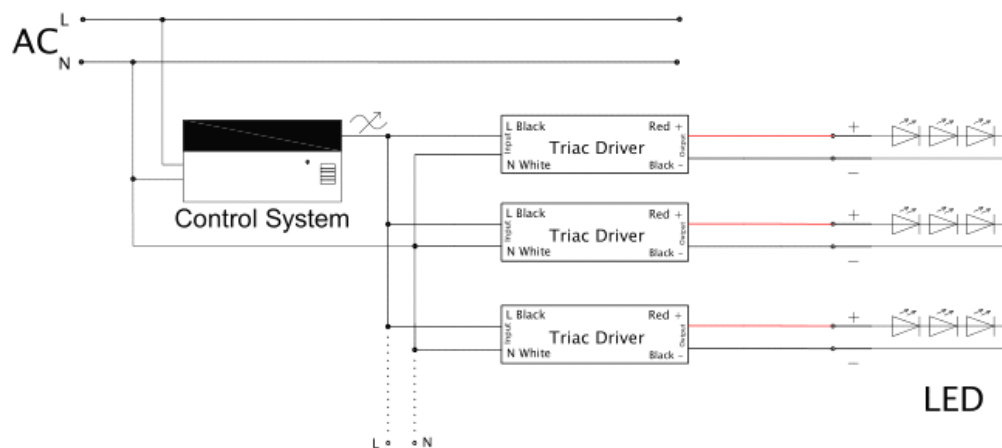 AC
L
N
Control System
L Black
Red +
Input
Triac Driver
Output
N White
Black -
+
−
L Black
Red +
Input
Triac Driver
Output
N White
Black -
+
−
L Black
Red +
Input
Triac Driver
Output
N White
Black -
+
−
LED
L
N